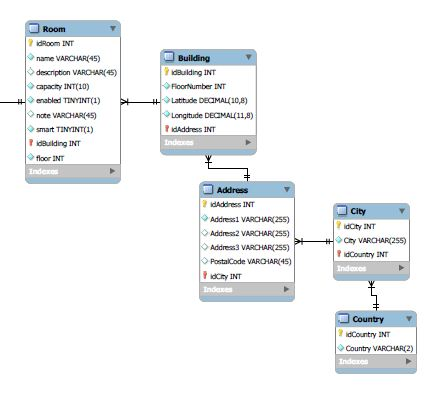 Room
idRoom INT
name VARCHAR(45)
description VARCHAR(45)
capacity INT(10)
enabled TINYINT(1)
note VARCHAR(45)
smart TINYINT(1)
idBuilding INT
floor INT
Indexes
Building
idBuilding INT
FloorNumber INT
Latitude DECIMAL(10,8)
Longitude DECIMAL(11,8)
idAddress INT
Indexes
Address
idAddress INT
Address1 VARCHAR(255)
Address2 VARCHAR(255)
Address3 VARCHAR(255)
PostalCode VARCHAR(45)
idCity INT
Indexes
City
idCity INT
City VARCHAR(255)
idCountry INT
Indexes
Country
idCountry INT
Country VARCHAR(2)
Indexes